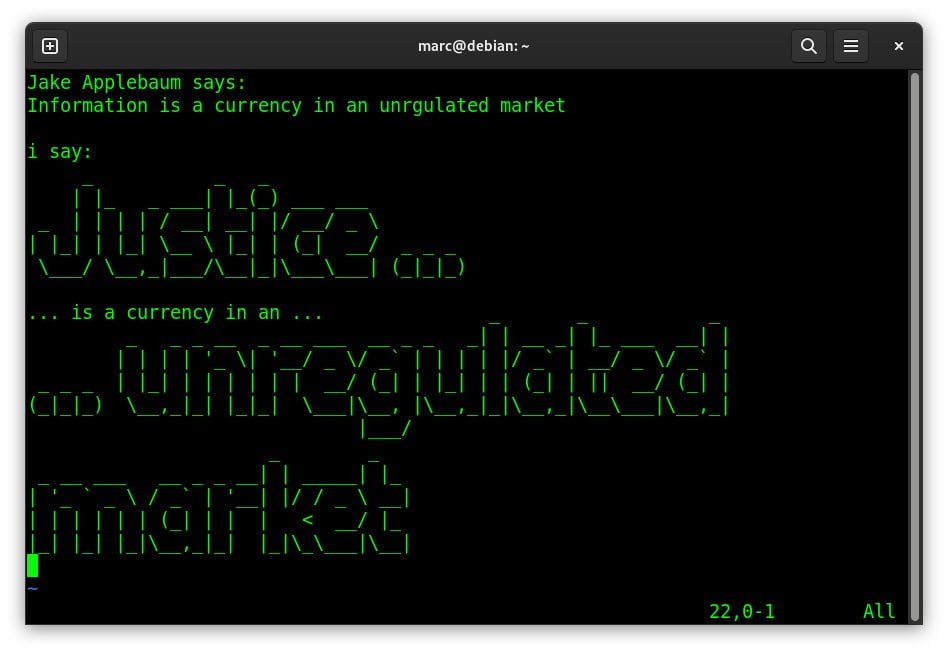 marc@debian: ~
Jake Applebaum says:
Information is a currency in an unrgulated market
i say:
Justice...
... is a currency in an ...
... unregulated
market
~
22,0-1 All